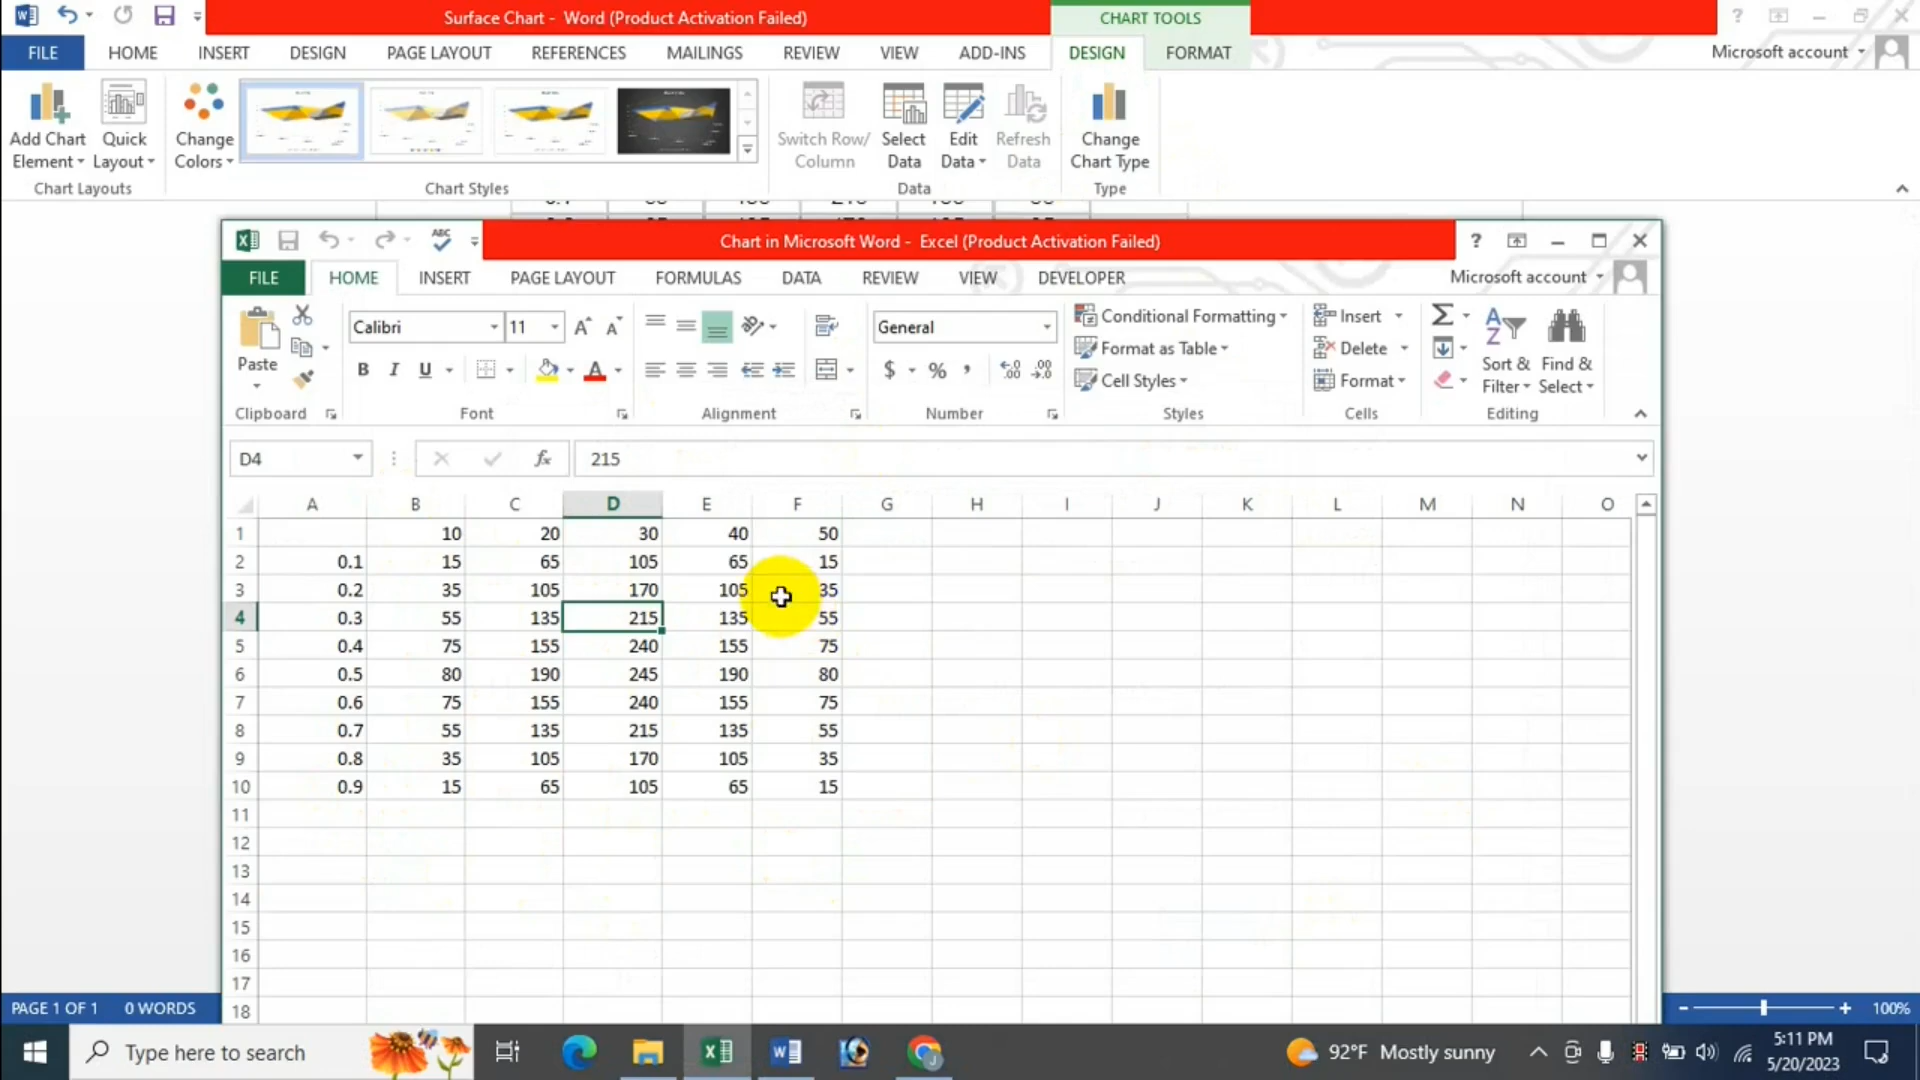 Surface Chart - Word (Product Activation Failed)
CHART TOOLS
FILE HOME INSERT DESIGN PAGE LAYOUT REFERENCES MAILINGS REVIEW VIEW ADD-INS DESIGN FORMAT Microsoft account
Add Chart Element Quick Layout Change Colors Switch Row/ Column Select Data Edit Data Refresh Data Change Chart Type
Chart Layouts Chart Styles Data Type
Chart in Microsoft Word - Excel (Product Activation Failed)
FILE HOME INSERT PAGE LAYOUT FORMULAS DATA REVIEW VIEW DEVELOPER Microsoft account
Paste Calibri 11 General Conditional Formatting Insert
Format as Table Delete Sort & Filter Find & Select
B I U $ % Cell Styles Format
Clipboard Font Alignment Number Styles Cells Editing
D4 fx 215
A B C D E F G H I J K L M N O
1 10 20 30 40 50
2 0.1 15 65 105 65 15
3 0.2 35 105 170 105 35
4 0.3 55 135 215 135 55
5 0.4 75 155 240 155 75
6 0.5 80 190 245 190 80
7 0.6 75 155 240 155 75
8 0.7 55 135 215 135 55
9 0.8 35 105 170 105 35
10 0.9 15 65 105 65 15
11
12
13
14
15
16
17
18
PAGE 1 OF 1 0 WORDS 100%
Type here to search 92°F Mostly sunny 5:11 PM
5/20/2023